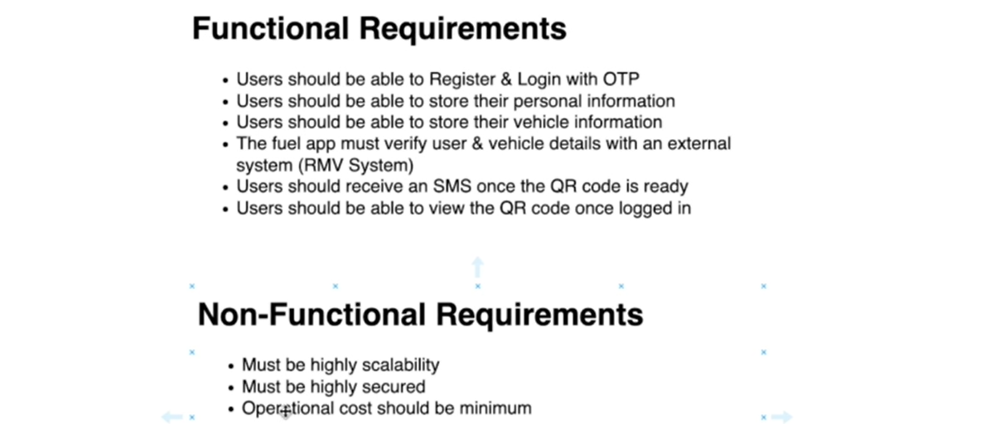 Functional Requirements
• Users should be able to Register & Login with OTP
• Users should be able to store their personal information
• Users should be able to store their vehicle information
• The fuel app must verify user & vehicle details with an external
system (RMV System)
• Users should receive an SMS once the QR code is ready
• Users should be able to view the QR code once logged in
Non-Functional Requirements
• Must be highly scalability
• Must be highly secured
• Operational cost should be minimum